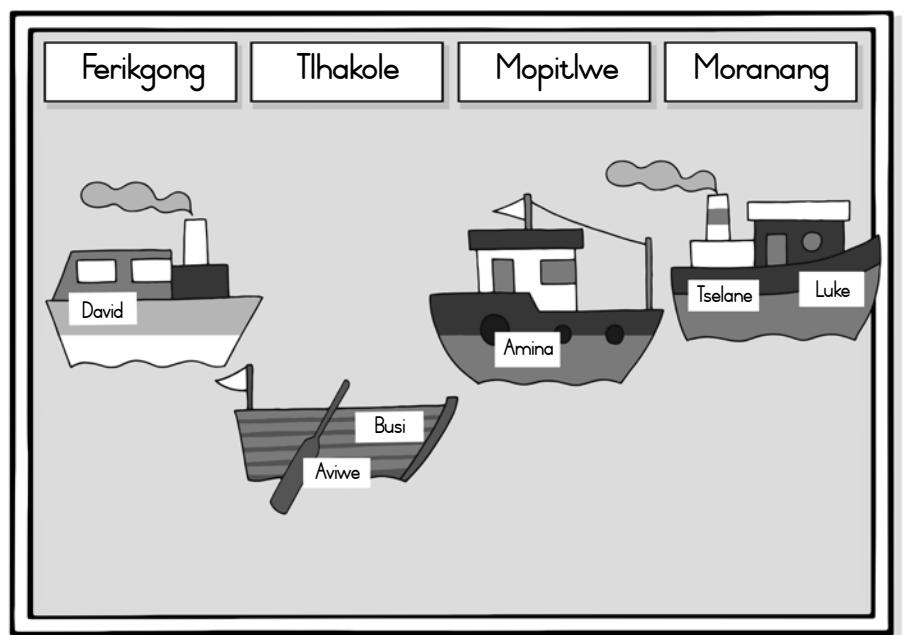 Ferikgong
Tlhakole
Mopitlwe
Moranang
David
Tselane
Luke
Amina
Busi
Aviwe